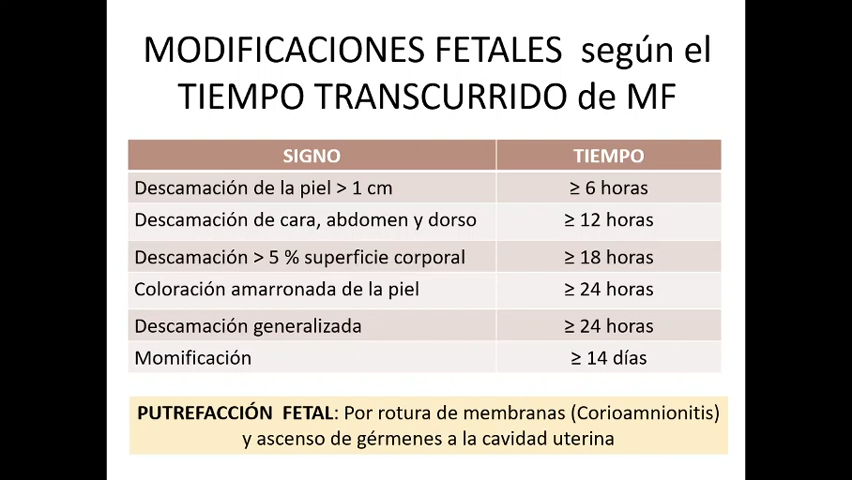 MODIFICACIONES FETALES según el
TIEMPO TRANSCURRIDO de MF
SIGNO TIEMPO
Descamación de la piel > 1 cm ≥ 6 horas
Descamación de cara, abdomen y dorso ≥ 12 horas
Descamación > 5 % superficie corporal ≥ 18 horas
Coloración amarronada de la piel ≥ 24 horas
Descamación generalizada ≥ 24 horas
Momificación ≥ 14 días
PUTREFACCIÓN FETAL: Por rotura de membranas (Corioamnionitis)
y ascenso de gérmenes a la cavidad uterina